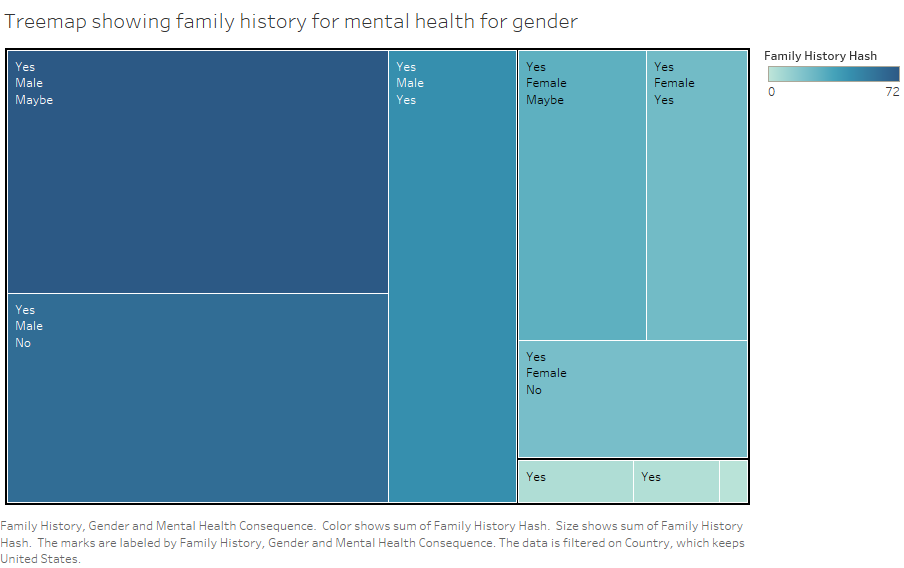 Treemap showing family history for mental health for gender
Yes
Male
Maybe
Yes
Male
Yes
Yes
Female
Maybe
Yes
Female
Yes
Family History Hash
0 72
Yes
Male
No
Yes
Female
No
Yes
Yes
Family History, Gender and Mental Health Consequence.  Color shows sum of Family History Hash.  Size shows sum of Family History
Hash.  The marks are labeled by Family History, Gender and Mental Health Consequence. The data is filtered on Country, which keeps
United States.